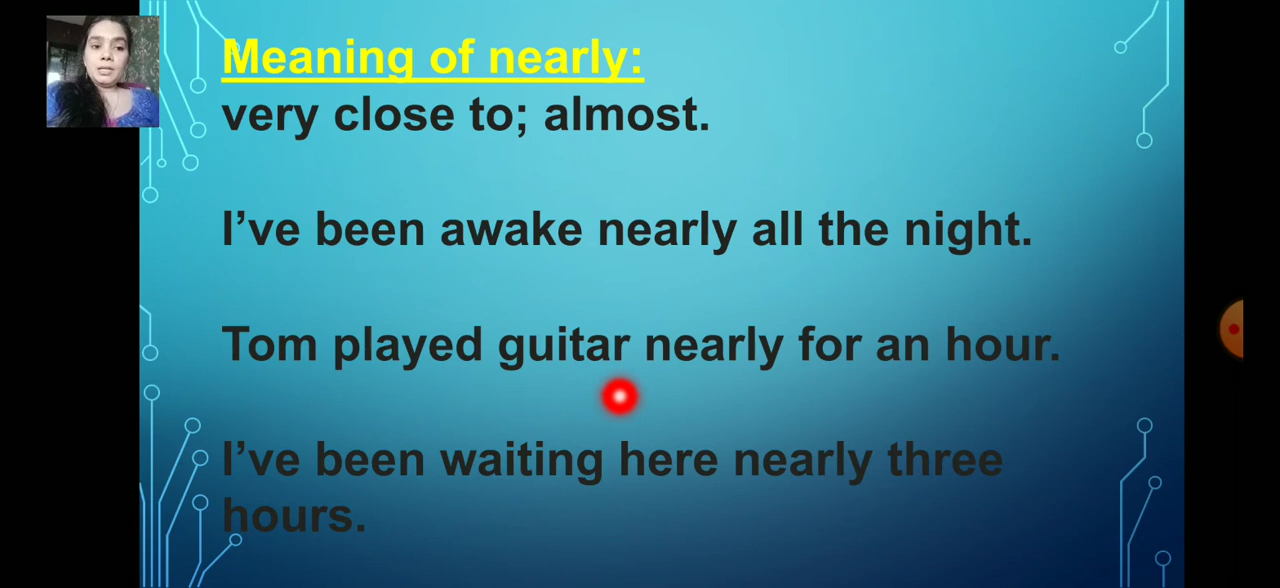 Meaning of nearly:
very close to; almost.
I’ve been awake nearly all the night.
Tom played guitar nearly for an hour.
I’ve been waiting here nearly three
hours.